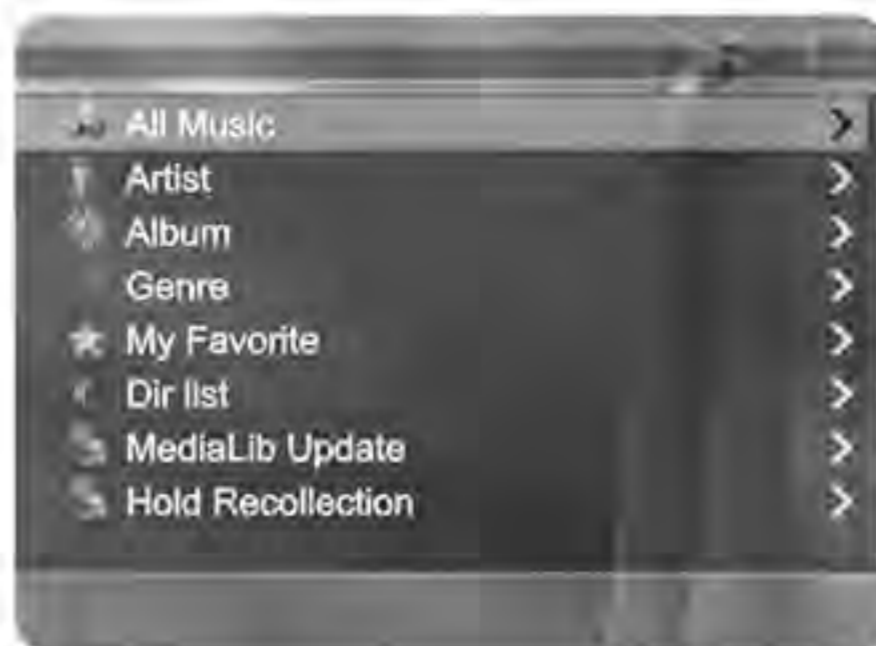 All Music
Artist
Album
Genre
My Favorite
Dir list
MediaLib Update
Hold Recollection